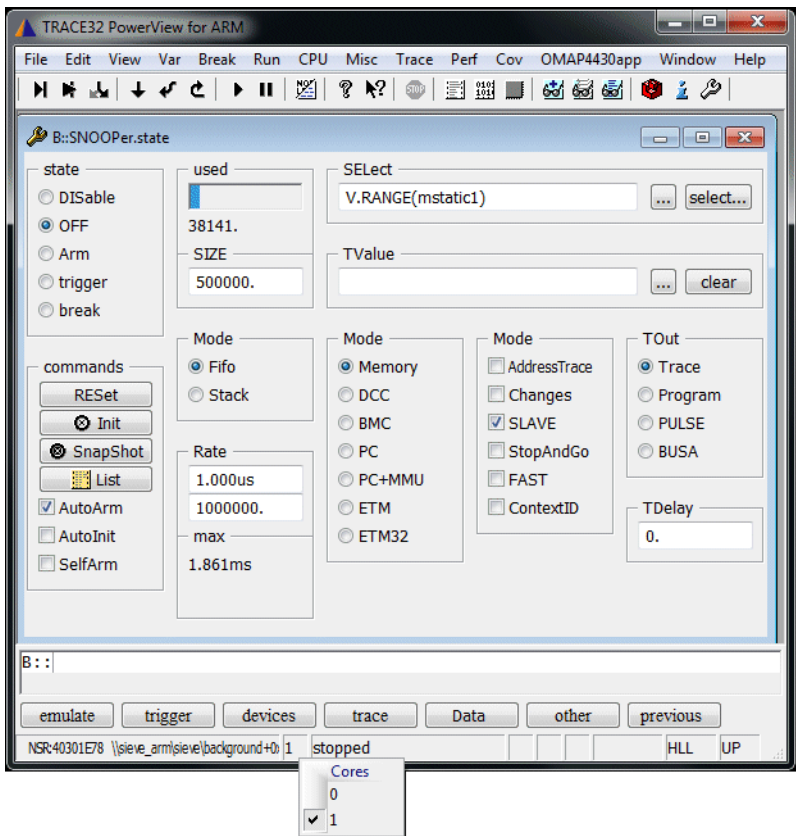 TRACE32 PowerView for ARM
File Edit View Var Break Run CPU Misc Trace Perf Cov OMAP4430app Window Help
B::SNOOPer.state
state
DISable
OFF
Arm
trigger
break
used
38141.
SIZE
500000.
SELect
V.RANGE(mstatic1)
... select...
TValue
... clear
commands
RESet
Init
SnapShot
List
AutoArm
AutoInit
SelfArm
Mode
Fifo
Stack
Rate
1.000us
1000000.
max
1.861ms
Mode
Memory
DCC
BMC
PC
PC+MMU
ETM
ETM32
Mode
AddressTrace
Changes
SLAVE
StopAndGo
FAST
ContextID
TOut
Trace
Program
PULSE
BUSA
TDelay
0.
B::
emulate trigger devices trace Data other previous
NSR:40301E78 \\sieve_arm\sieve\background+0x 1 stopped HLL UP
Cores
0
1